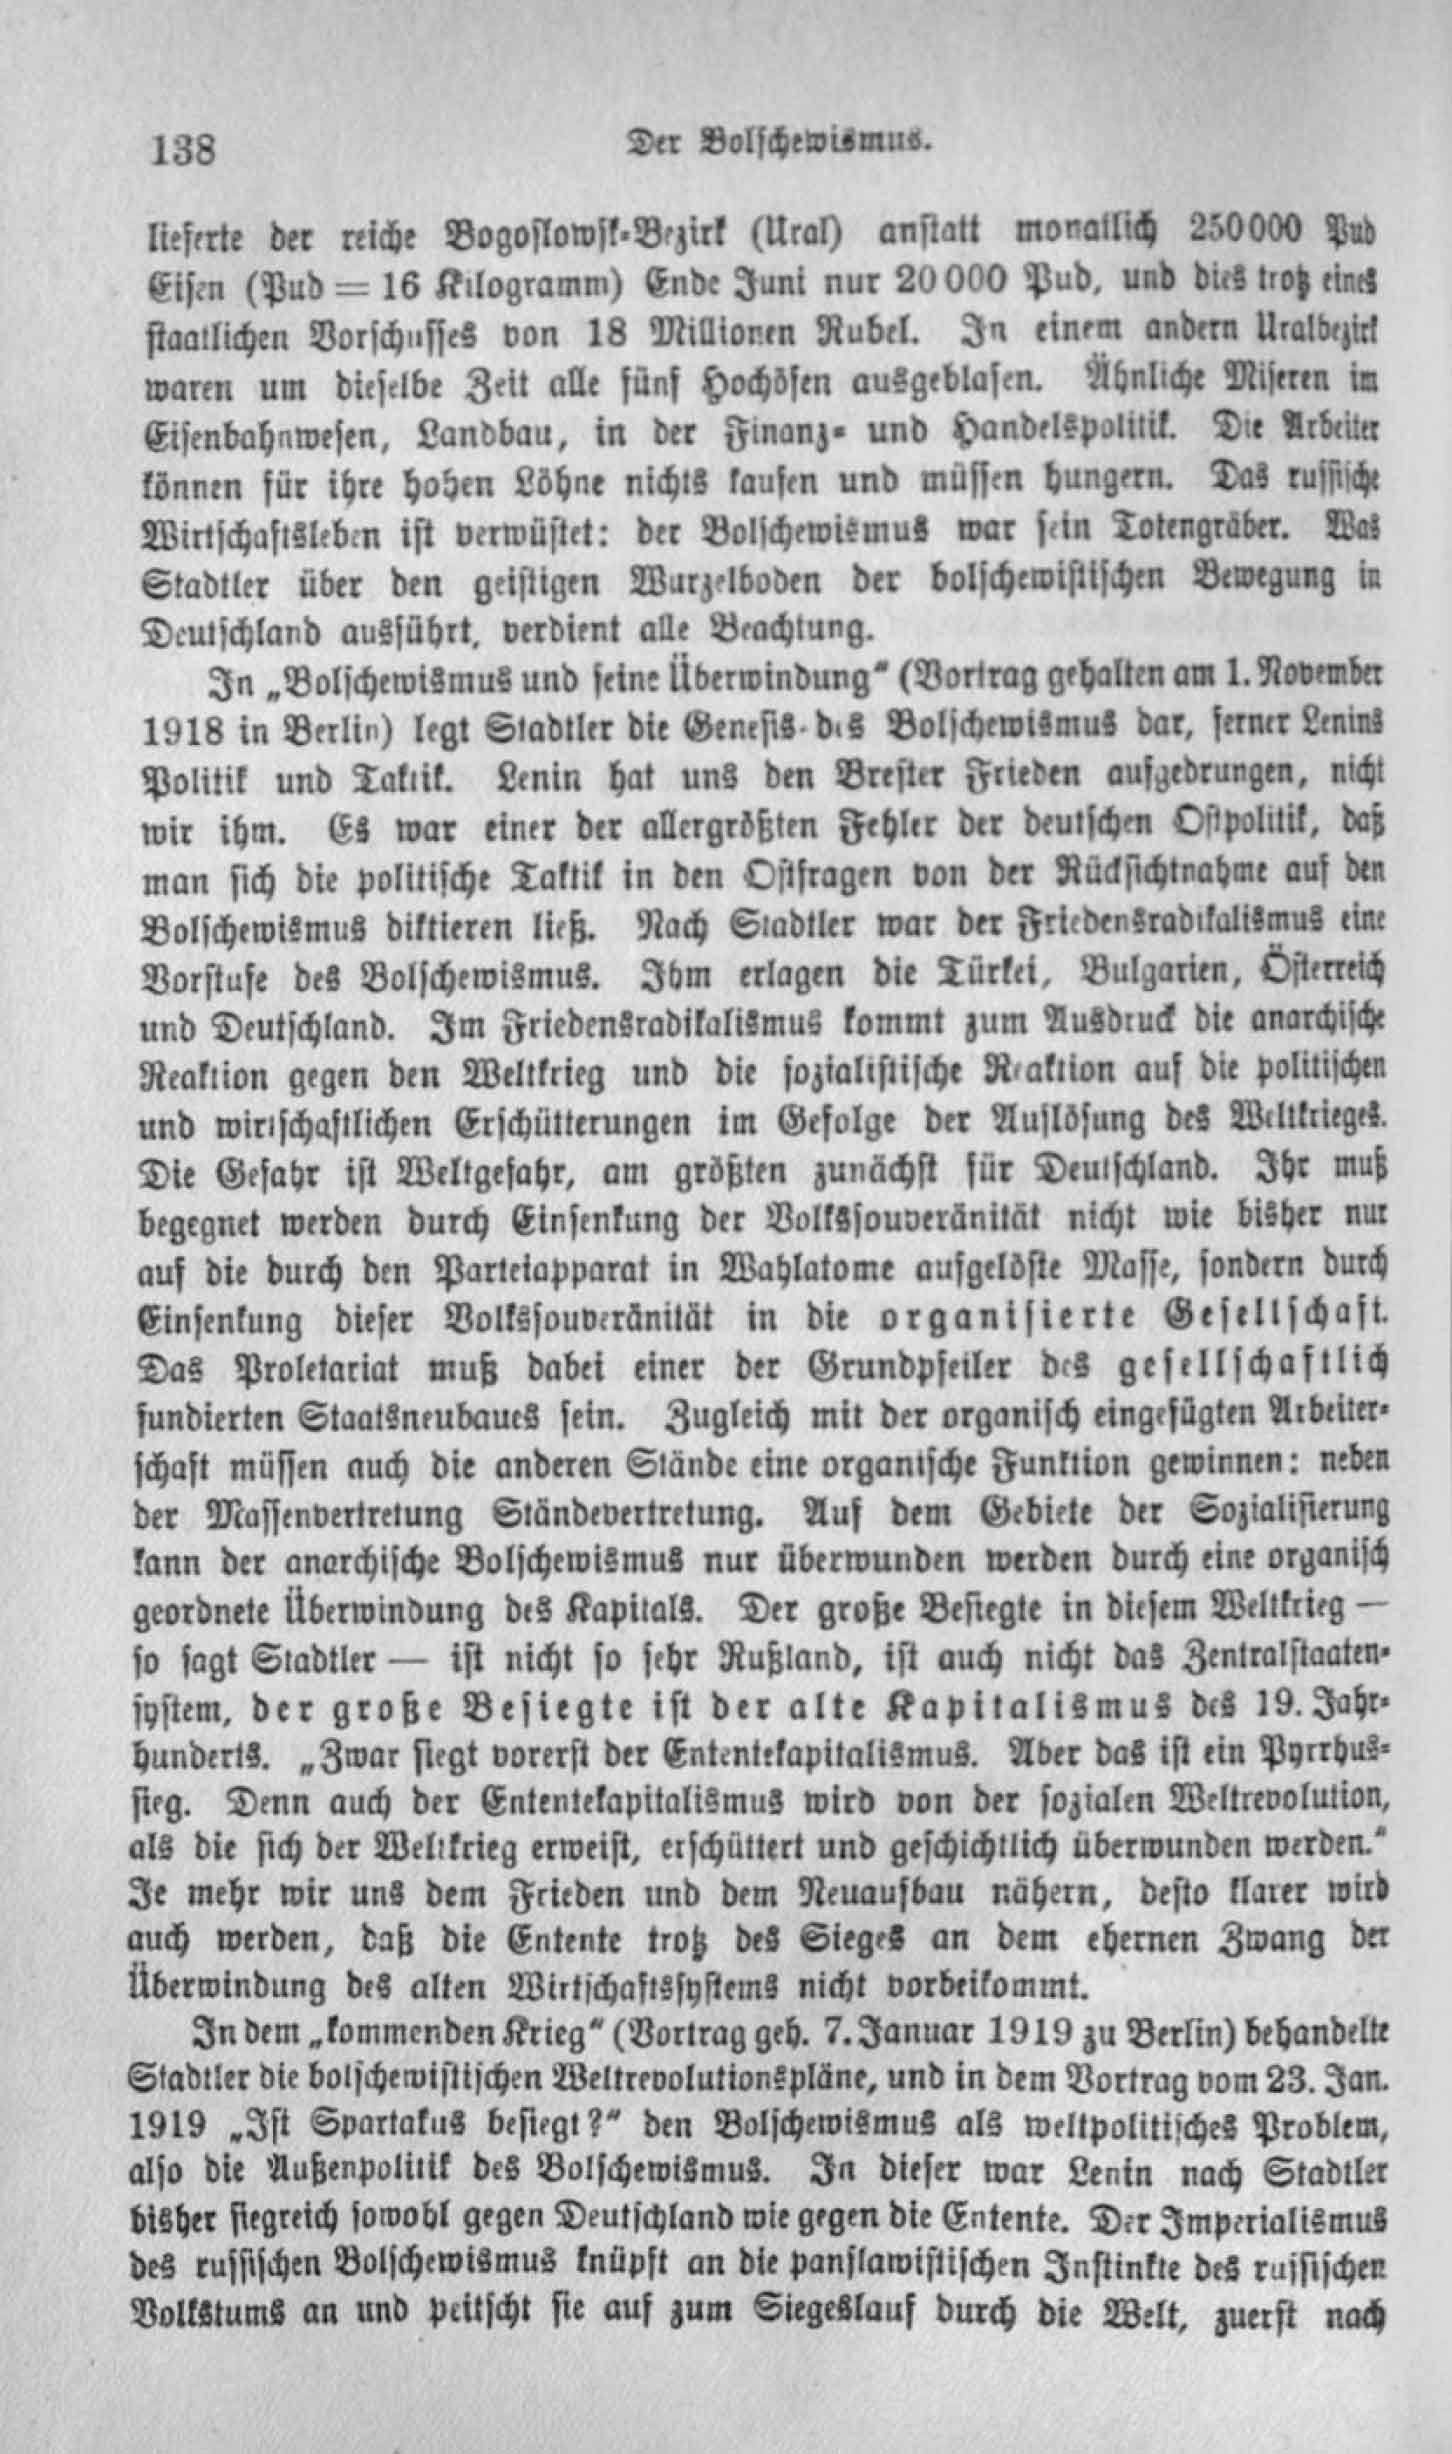 138
Der Bolschewismus.
lieferte der reiche Bogoslowsk-Bezirk (Ural) anstatt monatlich 250000 Pud
Eisen (Pud = 16 Kilogramm) Ende Juni nur 20000 Pud, und dies trotz eines
staatlichen Vorschusses von 18 Millionen Rubel. In einem andern Uralbezirk
waren um dieselbe Zeit alle fünf Hochöfen ausgeblasen. Ähnliche Miseren im
Eisenbahnwesen, Landbau, in der Finanz- und Handelspolitik. Die Arbeiter
können für ihre hohen Löhne nichts kaufen und müssen hungern. Das russische
Wirtschaftsleben ist verwüstet: der Bolschewismus war sein Totengräber. Was
Stadtler über den geistigen Wurzelboden der bolschewistischen Bewegung in
Deutschland ausführt, verdient alle Beachtung.
In „Bolschewismus und seine Überwindung“ (Vortrag gehalten am 1. November
1918 in Berlin) legt Stadtler die Genesis des Bolschewismus dar, ferner Lenins
Politik und Taktik. Lenin hat uns den Brester Frieden aufgedrungen, nicht
wir ihm. Es war einer der allergrößten Fehler der deutschen Ostpolitik, daß
man sich die politische Taktik in den Ostfragen von der Rücksichtnahme auf den
Bolschewismus diktieren ließ. Nach Stadtler war der Friedensradikalismus eine
Vorstufe des Bolschewismus. Ihm erlagen die Türkei, Bulgarien, Österreich
und Deutschland. Im Friedensradikalismus kommt zum Ausdruck die anarchische
Reaktion gegen den Weltkrieg und die sozialistische Reaktion auf die politischen
und wirtschaftlichen Erschütterungen im Gefolge der Auslösung des Weltkrieges.
Die Gefahr ist Weltgefahr, am größten zunächst für Deutschland. Ihr muß
begegnet werden durch Einsenkung der Volkssouveränität nicht wie bisher nur
auf die durch den Parteiapparat in Wahlatome aufgelöste Masse, sondern durch
Einsenkung dieser Volkssouveränität in die organisierte Gesellschaft.
Das Proletariat muß dabei einer der Grundpfeiler des gesellschaftlich
fundierten Staatsneubaues sein. Zugleich mit der organisch eingefügten Arbeiter-
schaft müssen auch die anderen Stände eine organische Funktion gewinnen: neben
der Massenvertretung Ständevertretung. Auf dem Gebiete der Sozialisierung
kann der anarchische Bolschewismus nur überwunden werden durch eine organisch
geordnete Überwindung des Kapitals. Der große Besiegte in diesem Weltkrieg —
so sagt Stadtler — ist nicht so sehr Rußland, ist auch nicht das Zentralstaaten-
system, der große Besiegte ist der alte Kapitalismus des 19. Jahr-
hunderts. „Zwar siegt vorerst der Ententekapitalismus. Aber das ist ein Pyrrhus-
sieg. Denn auch der Ententekapitalismus wird von der sozialen Weltrevolution,
als die sich der Weltkrieg erweist, erschüttert und geschichtlich überwunden werden.“
Je mehr wir uns dem Frieden und dem Neuaufbau nähern, desto klarer wird
auch werden, daß die Entente trotz des Sieges an dem ehernen Zwang der
Überwindung des alten Wirtschaftssystems nicht vorbeikommt.
In dem „kommenden Krieg“ (Vortrag geh. 7. Januar 1919 zu Berlin) behandelte
Stadtler die bolschewistischen Weltrevolutionspläne, und in dem Vortrag vom 23. Jan.
1919 „Ist Spartakus besiegt?“ den Bolschewismus als weltpolitisches Problem,
also die Außenpolitik des Bolschewismus. In dieser war Lenin nach Stadtler
bisher siegreich sowohl gegen Deutschland wie gegen die Entente. Der Imperialismus
des russischen Bolschewismus knüpft an die panslawistischen Instinkte des russischen
Volkstums an und peitscht sie auf zum Siegeslauf durch die Welt, zuerst nach